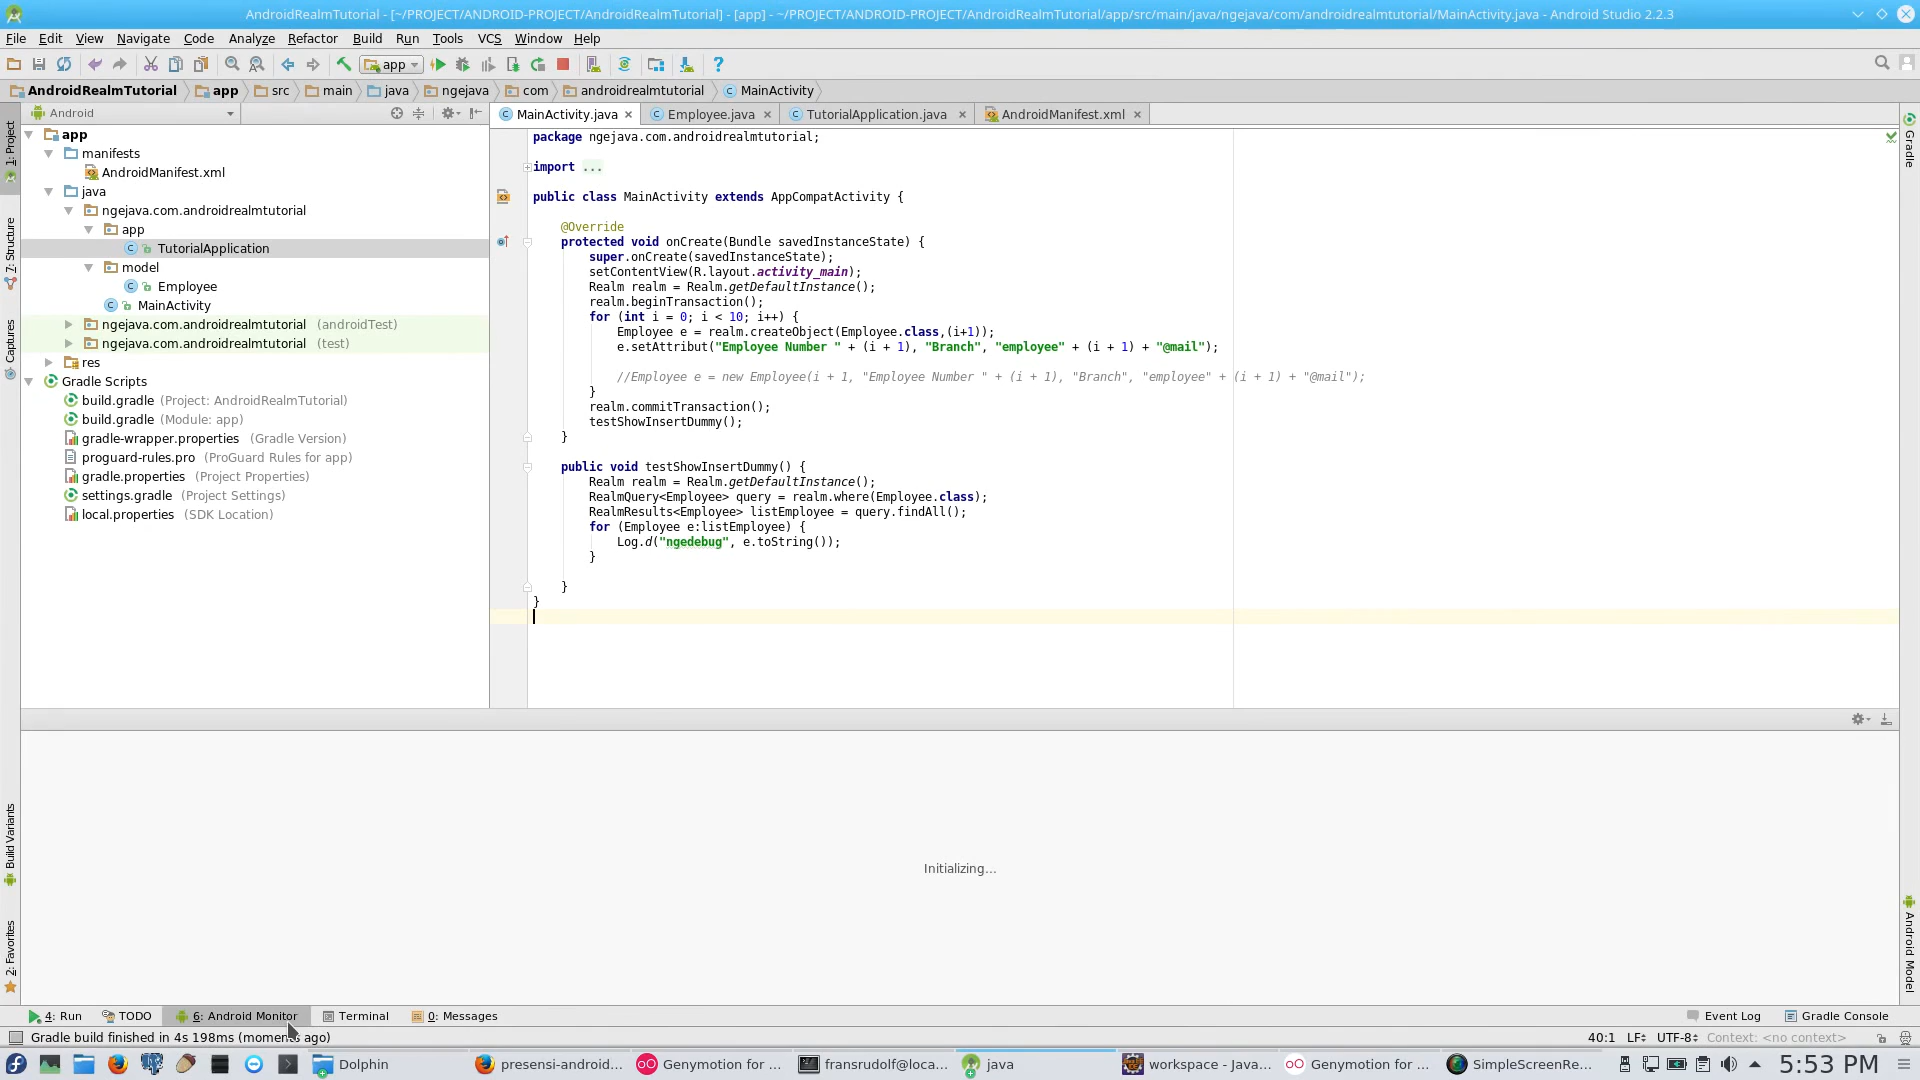 AndroidRealmTutorial - [~/PROJECT/ANDROID-PROJECT/AndroidRealmTutorial] - [app] - ~/PROJECT/ANDROID-PROJECT/AndroidRealmTutorial/app/src/main/java/ngejava/com/androidrealmtutorial/MainActivity.java - Android Studio 2.2.3
File Edit View Navigate Code Analyze Refactor Build Run Tools VCS Window Help
app
AndroidRealmTutorial app src main java ngejava com androidrealmtutorial MainActivity
Android
MainActivity.java Employee.java TutorialApplication.java AndroidManifest.xml
1: Project
7: Structure
Captures
Build Variants
2: Favorites
app
manifests
AndroidManifest.xml
java
ngejava.com.androidrealmtutorial
app
TutorialApplication
model
Employee
MainActivity
ngejava.com.androidrealmtutorial (androidTest)
ngejava.com.androidrealmtutorial (test)
res
Gradle Scripts
build.gradle (Project: AndroidRealmTutorial)
build.gradle (Module: app)
gradle-wrapper.properties (Gradle Version)
proguard-rules.pro (ProGuard Rules for app)
gradle.properties (Project Properties)
settings.gradle (Project Settings)
local.properties (SDK Location)
package ngejava.com.androidrealmtutorial;
import ...
public class MainActivity extends AppCompatActivity {
@Override
protected void onCreate(Bundle savedInstanceState) {
super.onCreate(savedInstanceState);
setContentView(R.layout.activity_main);
Realm realm = Realm.getDefaultInstance();
realm.beginTransaction();
for (int i = 0; i < 10; i++) {
Employee e = realm.createObject(Employee.class,(i+1));
e.setAttribut("Employee Number " + (i + 1), "Branch", "employee" + (i + 1) + "@mail");
//Employee e = new Employee(i + 1, "Employee Number " + (i + 1), "Branch", "employee" + (i + 1) + "@mail");
}
realm.commitTransaction();
testShowInsertDummy();
}
public void testShowInsertDummy() {
Realm realm = Realm.getDefaultInstance();
RealmQuery<Employee> query = realm.where(Employee.class);
RealmResults<Employee> listEmployee = query.findAll();
for (Employee e:listEmployee) {
Log.d("ngedebug", e.toString());
}
}
}
Gradle
Android Model
Initializing...
4: Run TODO 6: Android Monitor Terminal 0: Messages Event Log Gradle Console
Gradle build finished in 4s 198ms (moments ago) 40:1 LF÷ UTF-8÷ Context: <no context>
Dolphin presensi-android... Genymotion for ... fransrudolf@loca... java workspace - Java... Genymotion for ... SimpleScreenRe... 5:53 PM